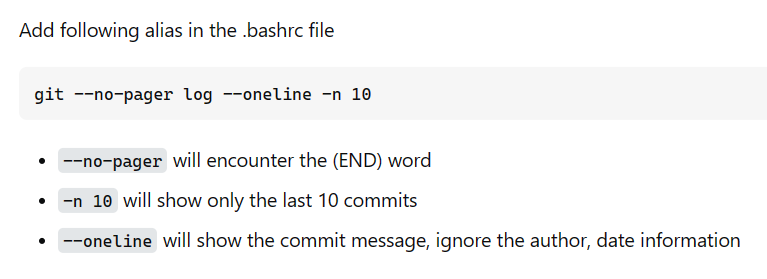 Add following alias in the .bashrc file
git --no-pager log --oneline -n 10
--no-pager will encounter the (END) word
-n 10 will show only the last 10 commits
--oneline will show the commit message, ignore the author, date information